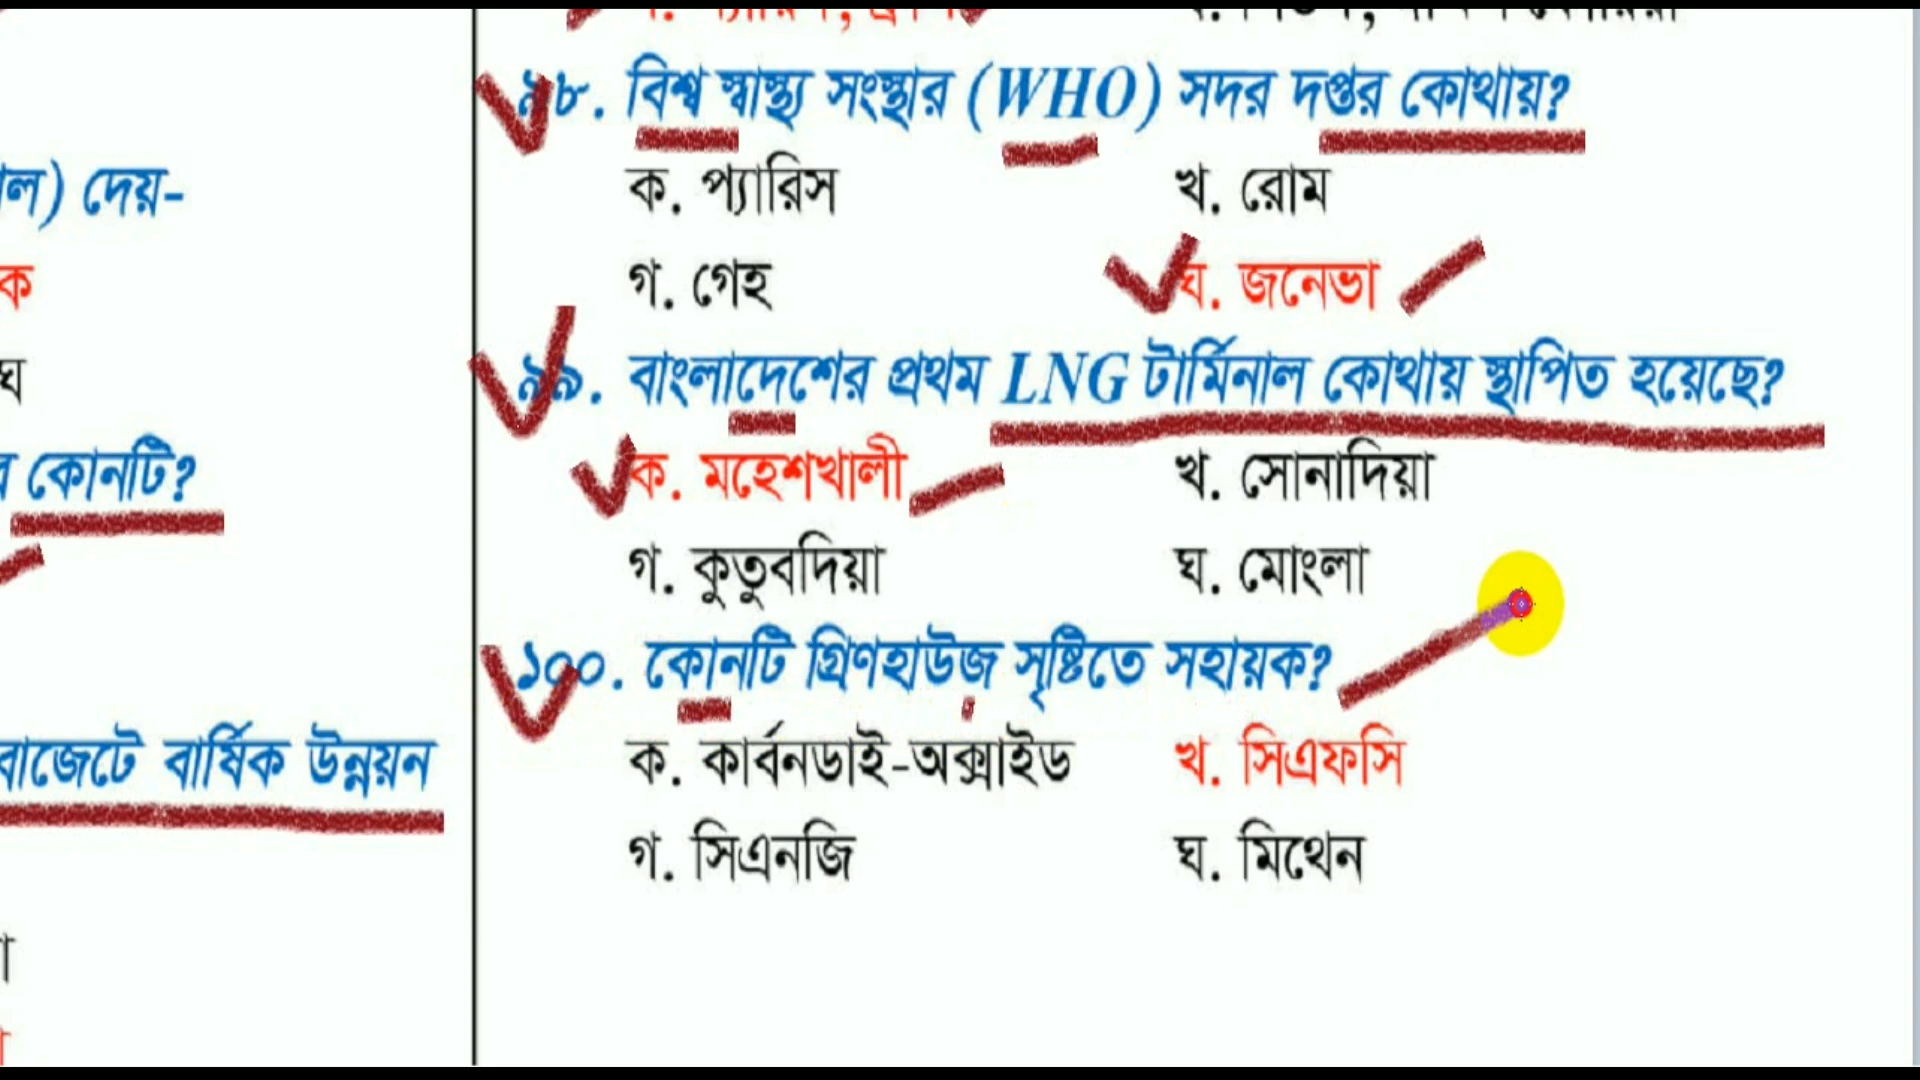 ল) দেয়-
ক
ঘ
কোনটি?
বাজেটে বার্ষিক উন্নয়ন
৯৮. বিশ্ব স্বাস্থ্য সংস্থার (WHO) সদর দপ্তর কোথায়?
ক. প্যারিস খ. রোম
গ. গেহ ঘ. জনেভা
৯৯. বাংলাদেশের প্রথম LNG টার্মিনাল কোথায় স্থাপিত হয়েছে?
ক. মহেশখালী খ. সোনাদিয়া
গ. কুতুবদিয়া ঘ. মোংলা
১০০. কোনটি গ্রিণহাউজ সৃষ্টিতে সহায়ক?
ক. কার্বনডাই-অক্সাইড খ. সিএফসি
গ. সিএনজি ঘ. মিথেন